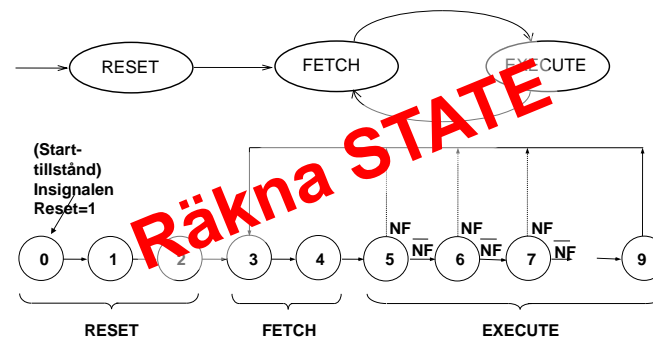 RESET
FETCH
EXECUTE
Räkna STATE
(Start-
tillstånd)
Insignalen
Reset=1
NF NF NF
NF NF NF
0 1 2 3 4 5 6 7 9
RESET FETCH EXECUTE